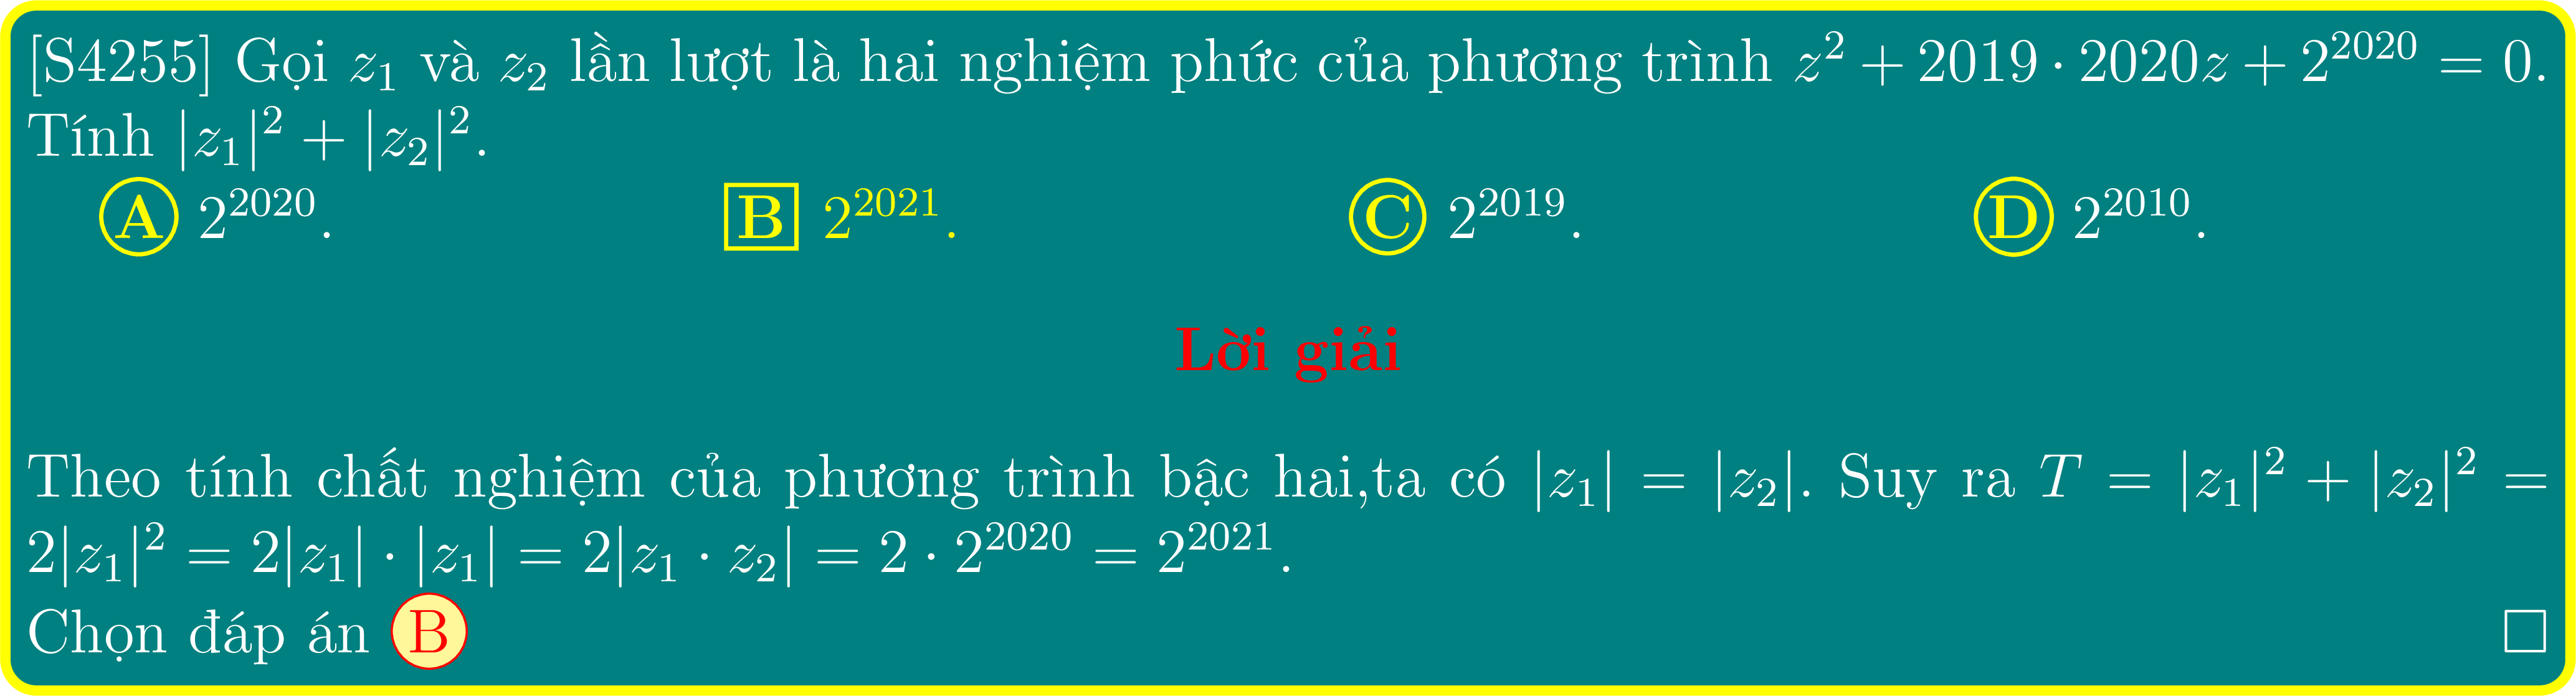 [S4255] Gọi $z_1$ và $z_2$ lần lượt là hai nghiệm phức của phương trình $z^2 + 2019 \cdot 2020z + 2^{2020} = 0$.
Tính $|z_1|^2 + |z_2|^2$.
A $2^{2020}$. B $2^{2021}$. C $2^{2019}$. D $2^{2010}$.
Lời giải
Theo tính chất nghiệm của phương trình bậc hai,ta có $|z_1| = |z_2|$. Suy ra $T = |z_1|^2 + |z_2|^2 =$
$2|z_1|^2 = 2|z_1| \cdot |z_1| = 2|z_1 \cdot z_2| = 2 \cdot 2^{2020} = 2^{2021}$.
Chọn đáp án B □